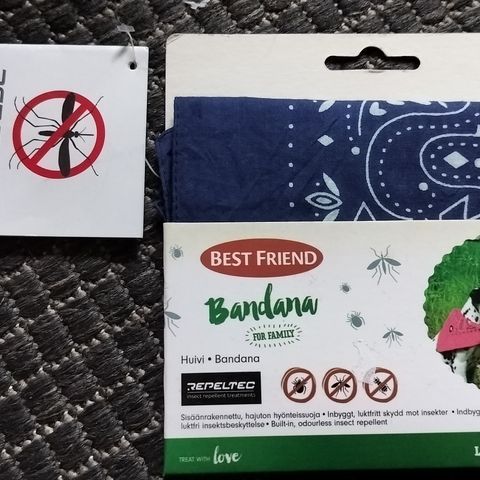 BEST FRIEND
Bandana
FOR FAMILY
Huivi • Bandana
REPELTEC
insect repellent treatments
Sisäänrakennettu, hajuton hyönteissuoja • Inbyggt, luktfritt skydd mot insekter • Indbyg
luktfri insektsbeskyttelse • Built-in, odourless insect repellent
TREAT WITH love
L